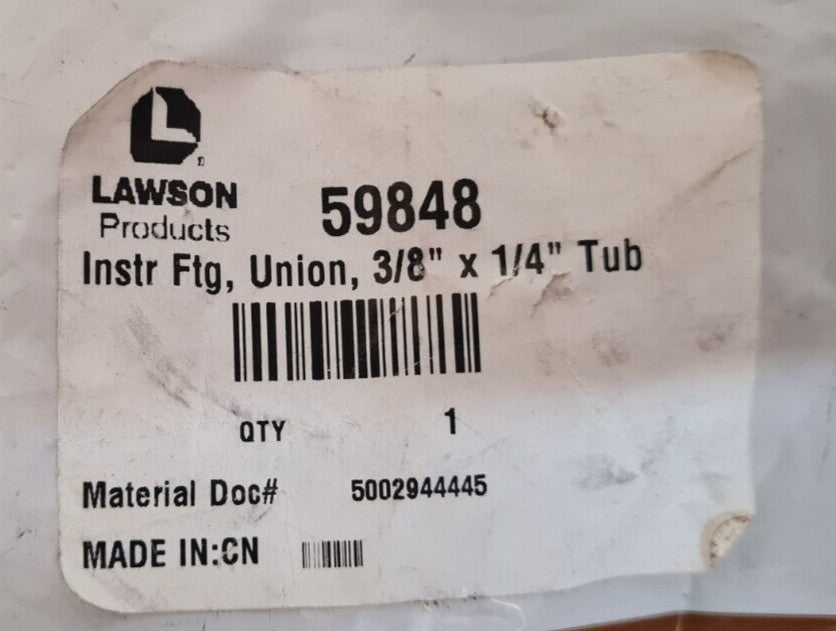 LAWSON
Products
59848
Instr Ftg, Union, 3/8" x 1/4" Tub
QTY 1
Material Doc# 5002944445
MADE IN:CN